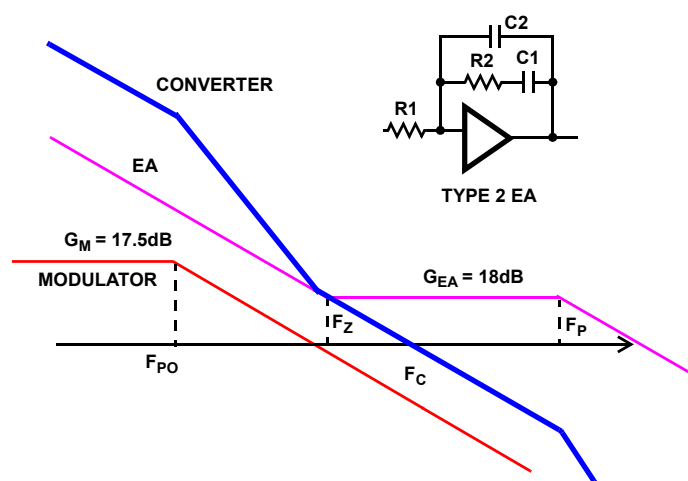 C2
R2
C1
R1
TYPE 2 EA
CONVERTER
EA
G_M = 17.5dB
MODULATOR
G_EA = 18dB
F_Z
F_P
F_PO
F_C